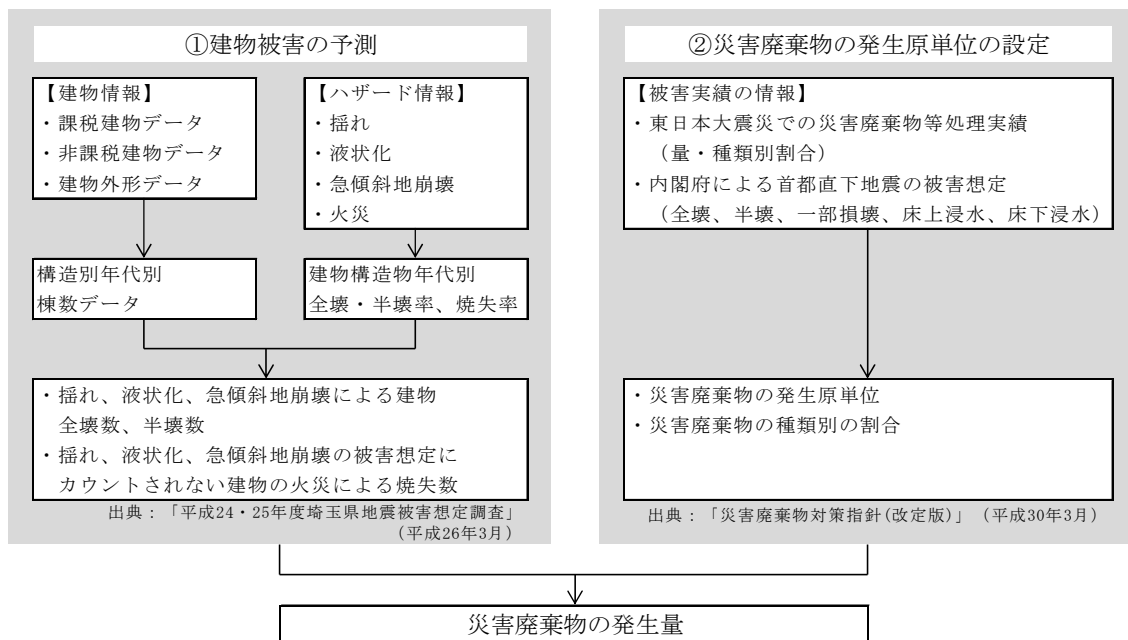 ①建物被害の予測
【建物情報】
・課税建物データ
・非課税建物データ
・建物外形データ
【ハザード情報】
・揺れ
・液状化
・急傾斜地崩壊
・火災
構造別年代別
棟数データ
建物構造物年代別
全壊・半壊率、焼失率
・揺れ、液状化、急傾斜地崩壊による建物
全壊数、半壊数
・揺れ、液状化、急傾斜地崩壊の被害想定に
カウントされない建物の火災による焼失数
出典：「平成24・25年度埼玉県地震被害想定調査」
（平成26年3月）
②災害廃棄物の発生原単位の設定
【被害実績の情報】
・東日本大震災での災害廃棄物等処理実績
（量・種類別割合）
・内閣府による首都直下地震の被害想定
（全壊、半壊、一部損壊、床上浸水、床下浸水）
・災害廃棄物の発生原単位
・災害廃棄物の種類別の割合
出典：「災害廃棄物対策指針(改定版)」（平成30年3月）
災害廃棄物の発生量